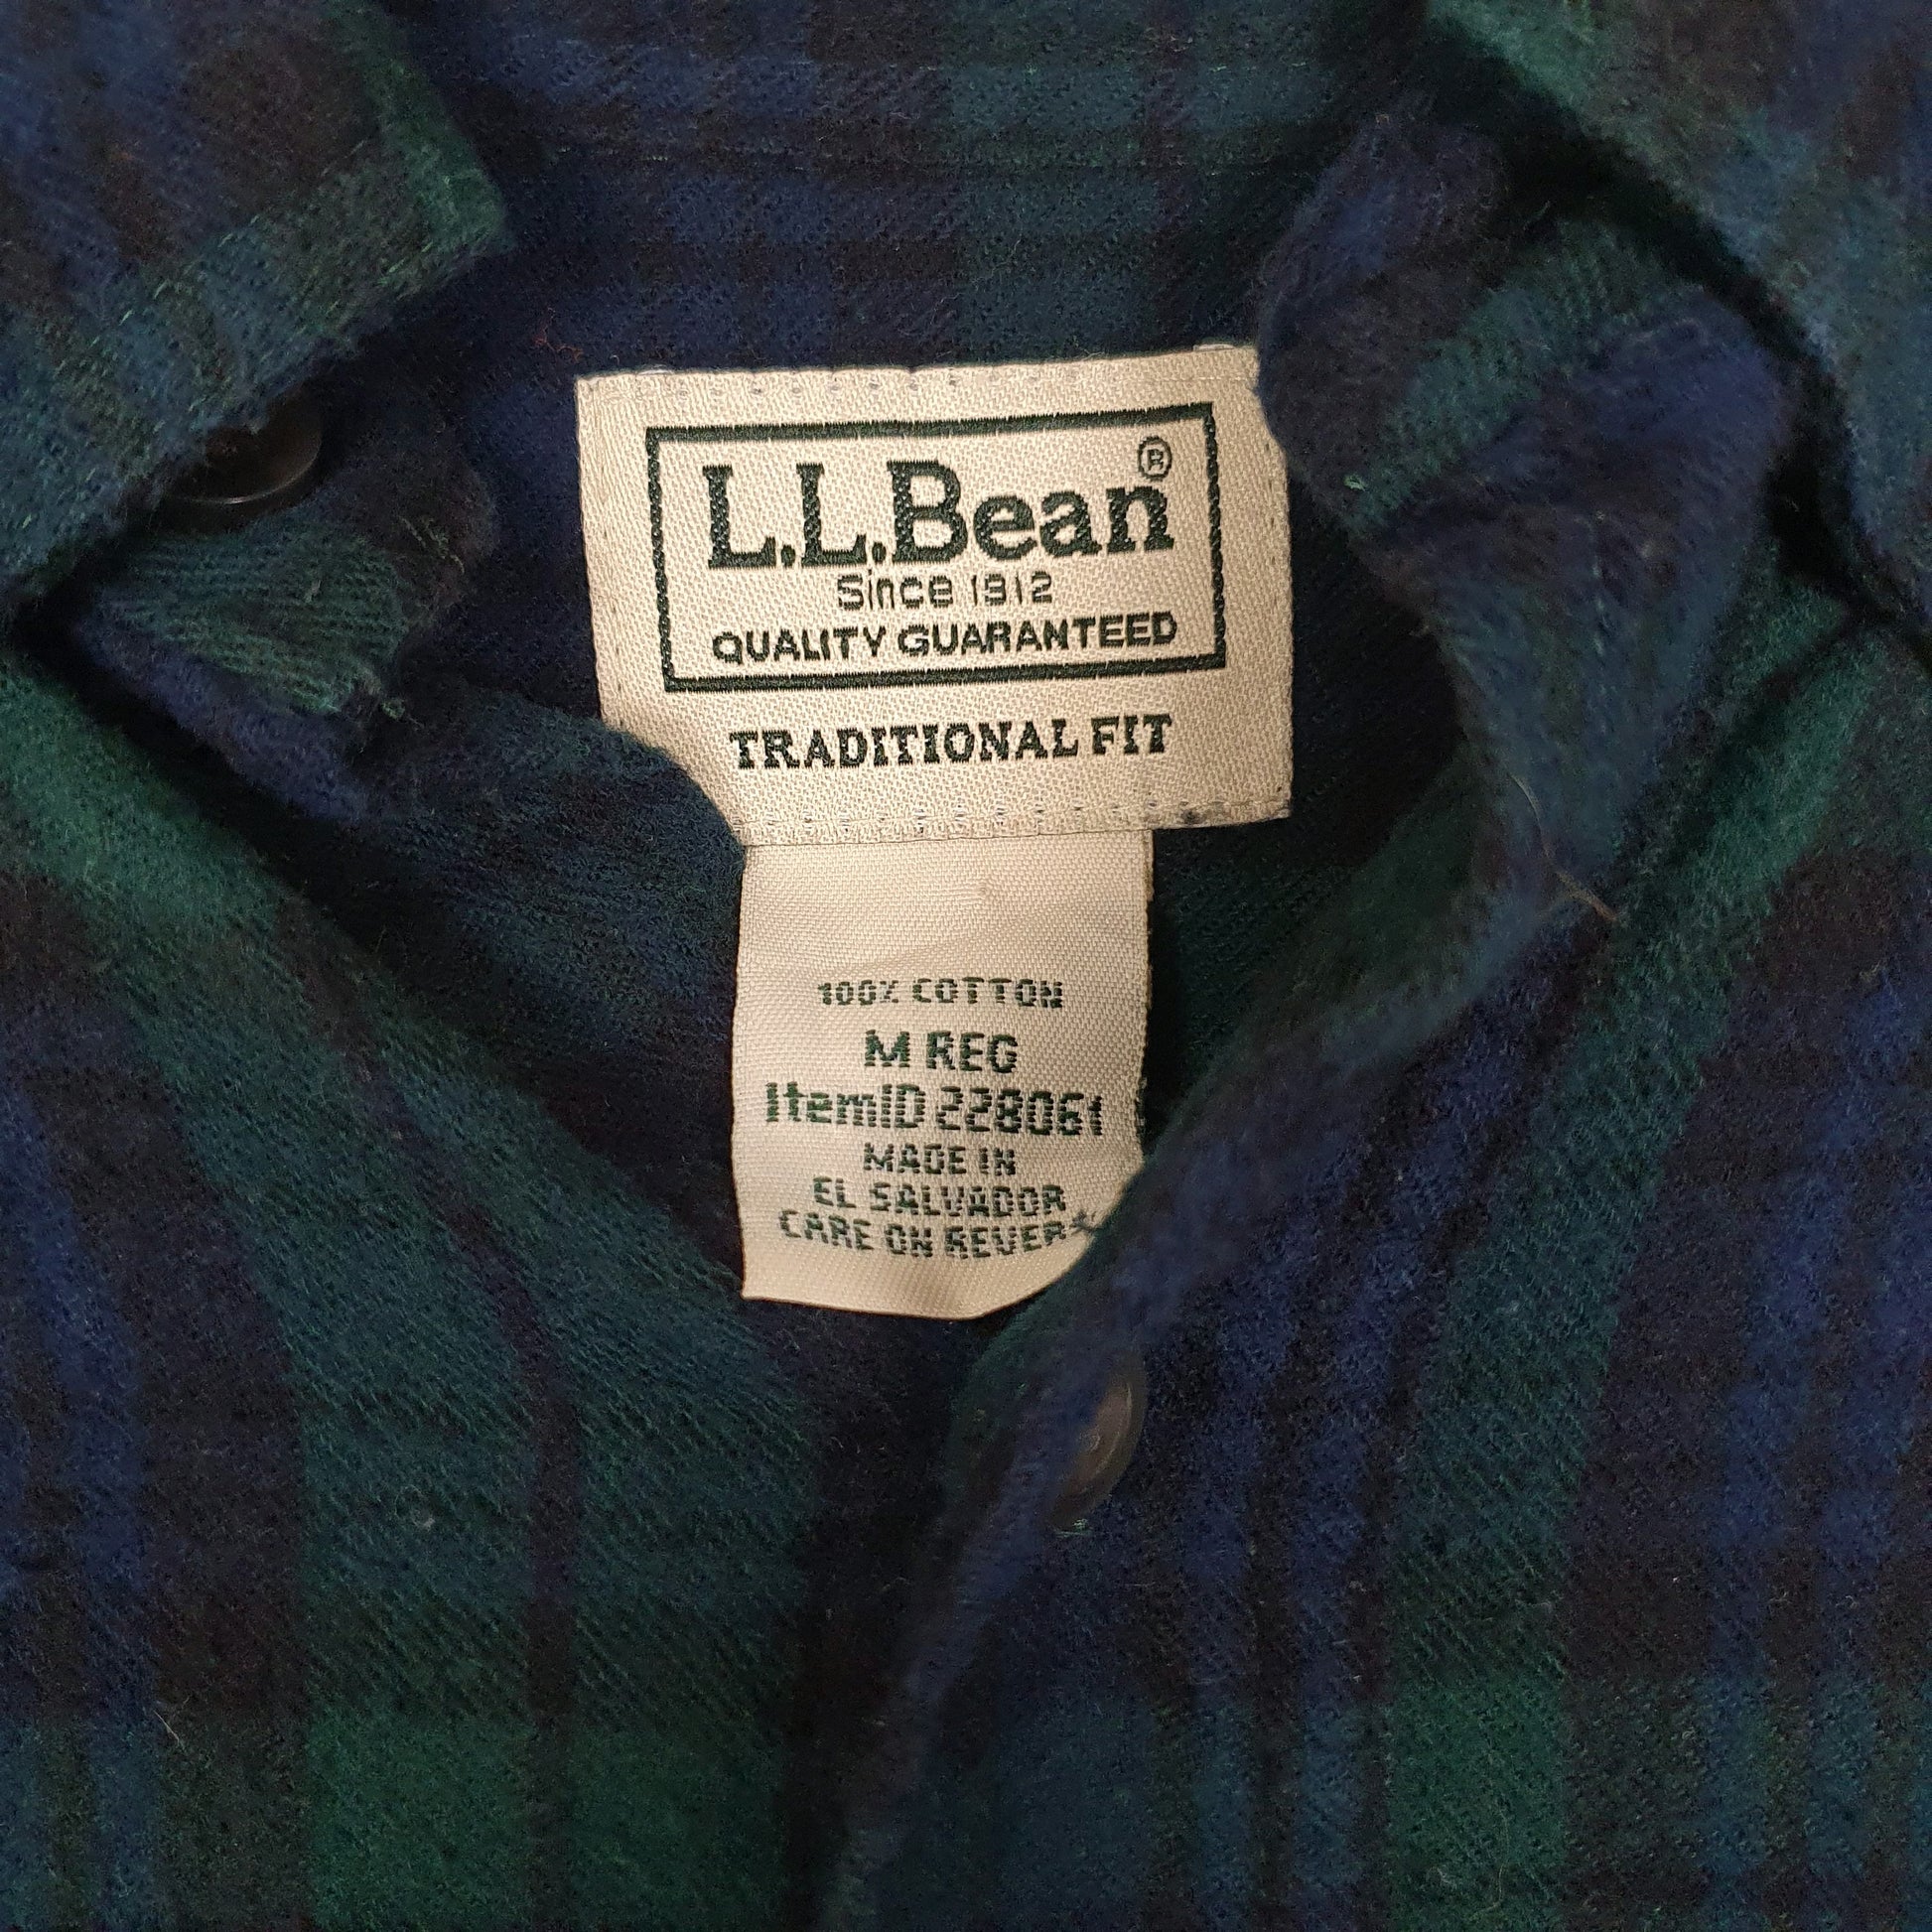 L.L.Bean®
Since 1912
QUALITY GUARANTEED
TRADITIONAL FIT
100% COTTON
M REG
ItemID 228061
MADE IN
EL SALVADOR
CARE ON REVER